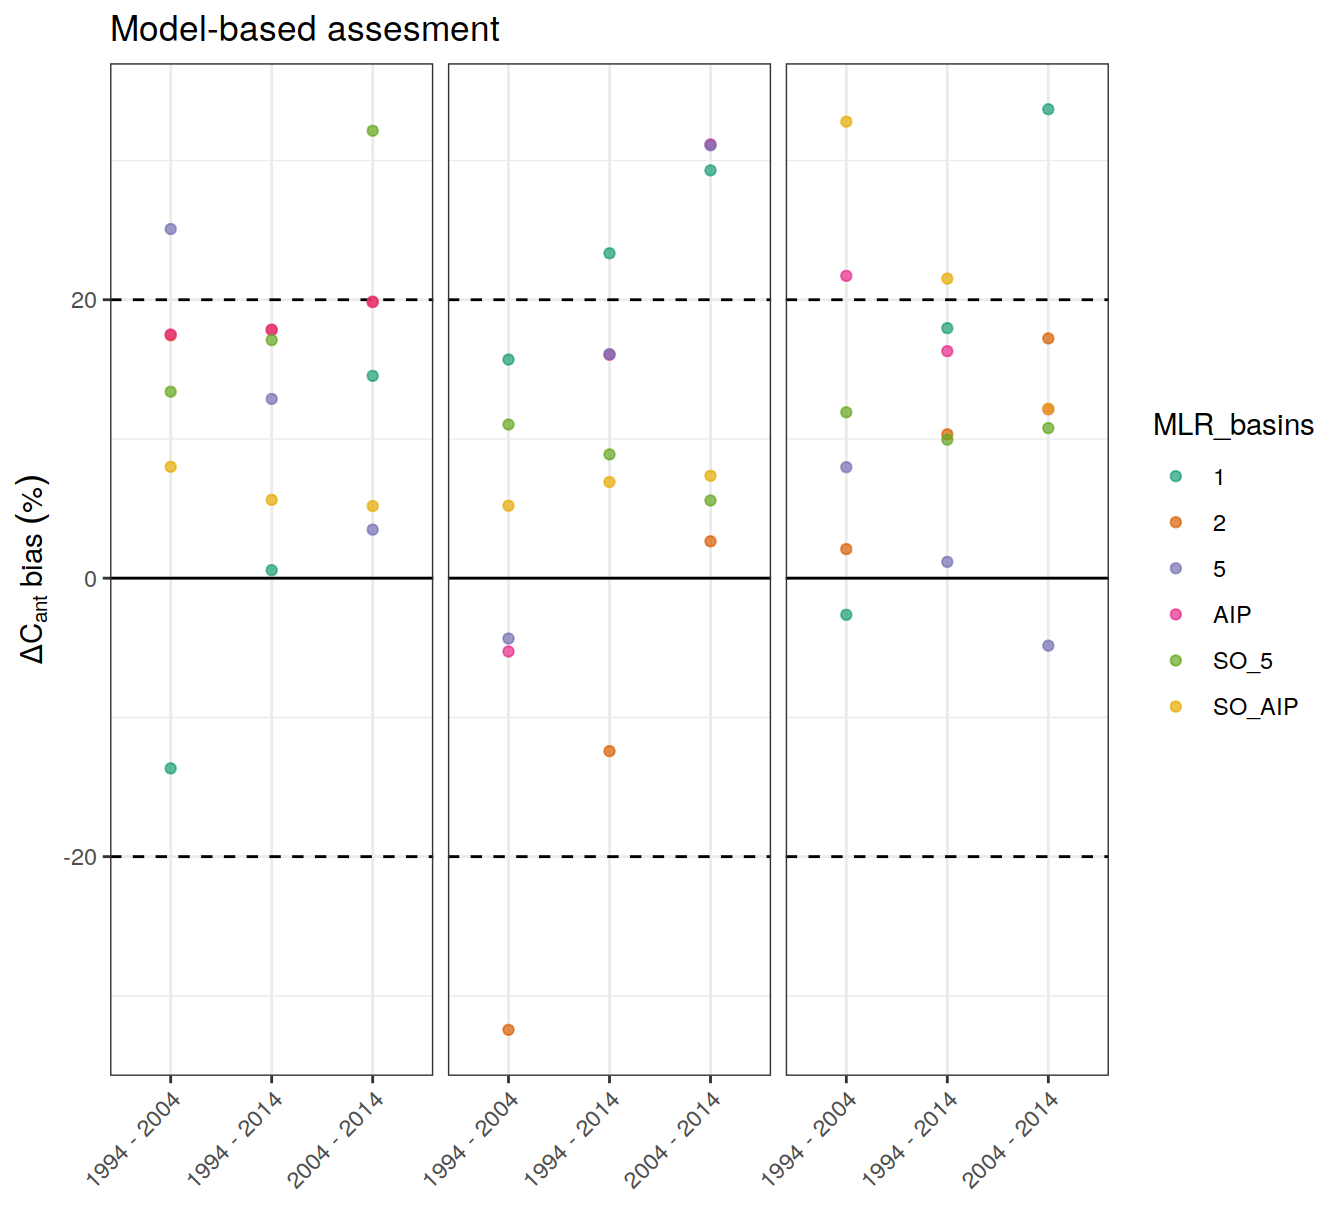 Model-based assesment
ΔCant bias (%)
20
0
-20
1994 - 2004
1994 - 2014
2004 - 2014
1994 - 2004
1994 - 2014
2004 - 2014
1994 - 2004
1994 - 2014
2004 - 2014
MLR_basins
1
2
5
AIP
SO_5
SO_AIP